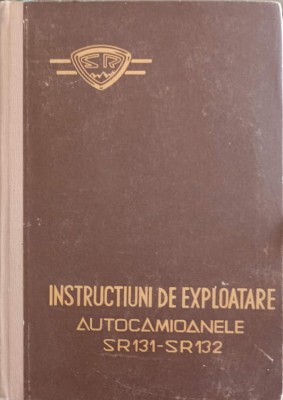 SR
INSTRUCTIUNI DE EXPLOATARE
AUTOCAMIOANELE
SR131-SR132